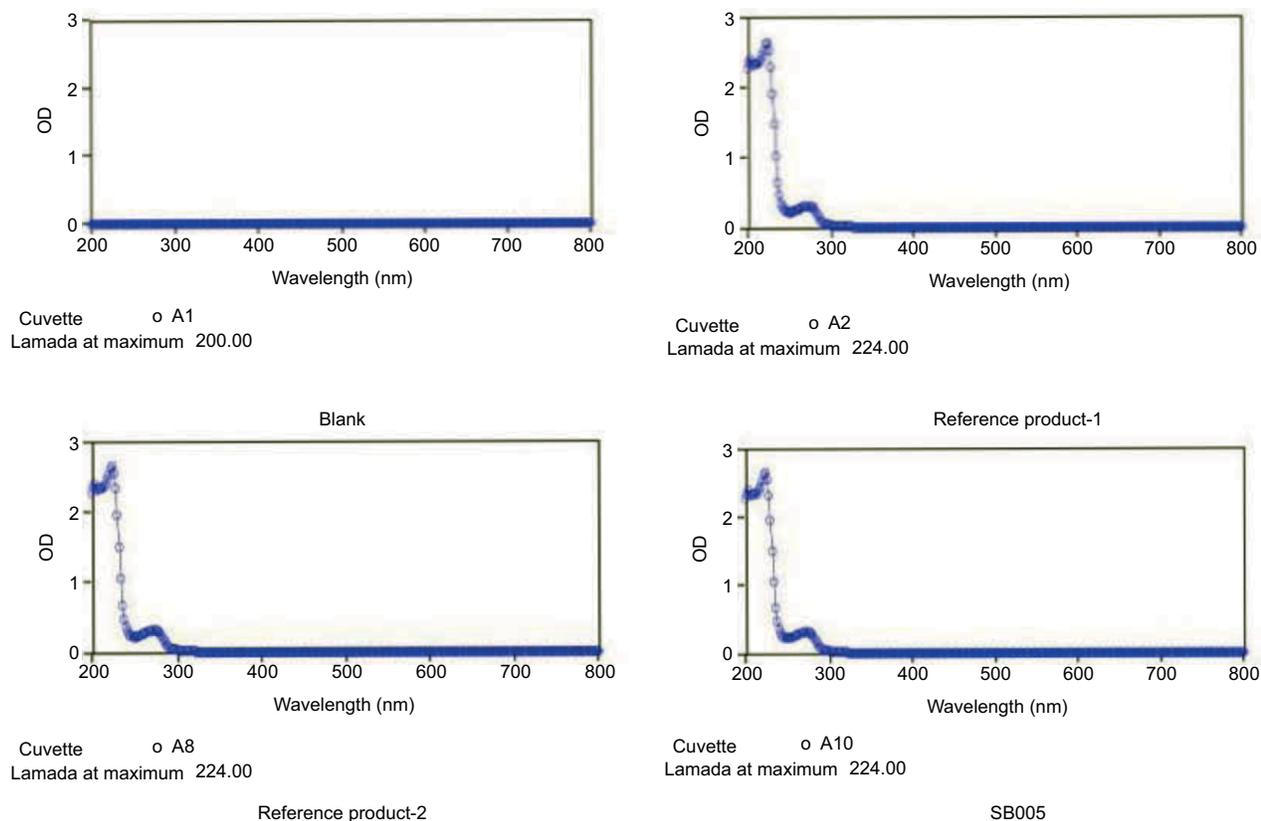 3
2
OD
1
0
200 300 400 500 600 700 800
Wavelength (nm)
Cuvette o A1
Lamada at maximum 200.00
Blank
3
2
OD
1
0
200 300 400 500 600 700 800
Wavelength (nm)
Cuvette o A2
Lamada at maximum 224.00
Reference product-1
3
2
OD
1
0
200 300 400 500 600 700 800
Wavelength (nm)
Cuvette o A8
Lamada at maximum 224.00
Reference product-2
3
2
OD
1
0
200 300 400 500 600 700 800
Wavelength (nm)
Cuvette o A10
Lamada at maximum 224.00
SB005